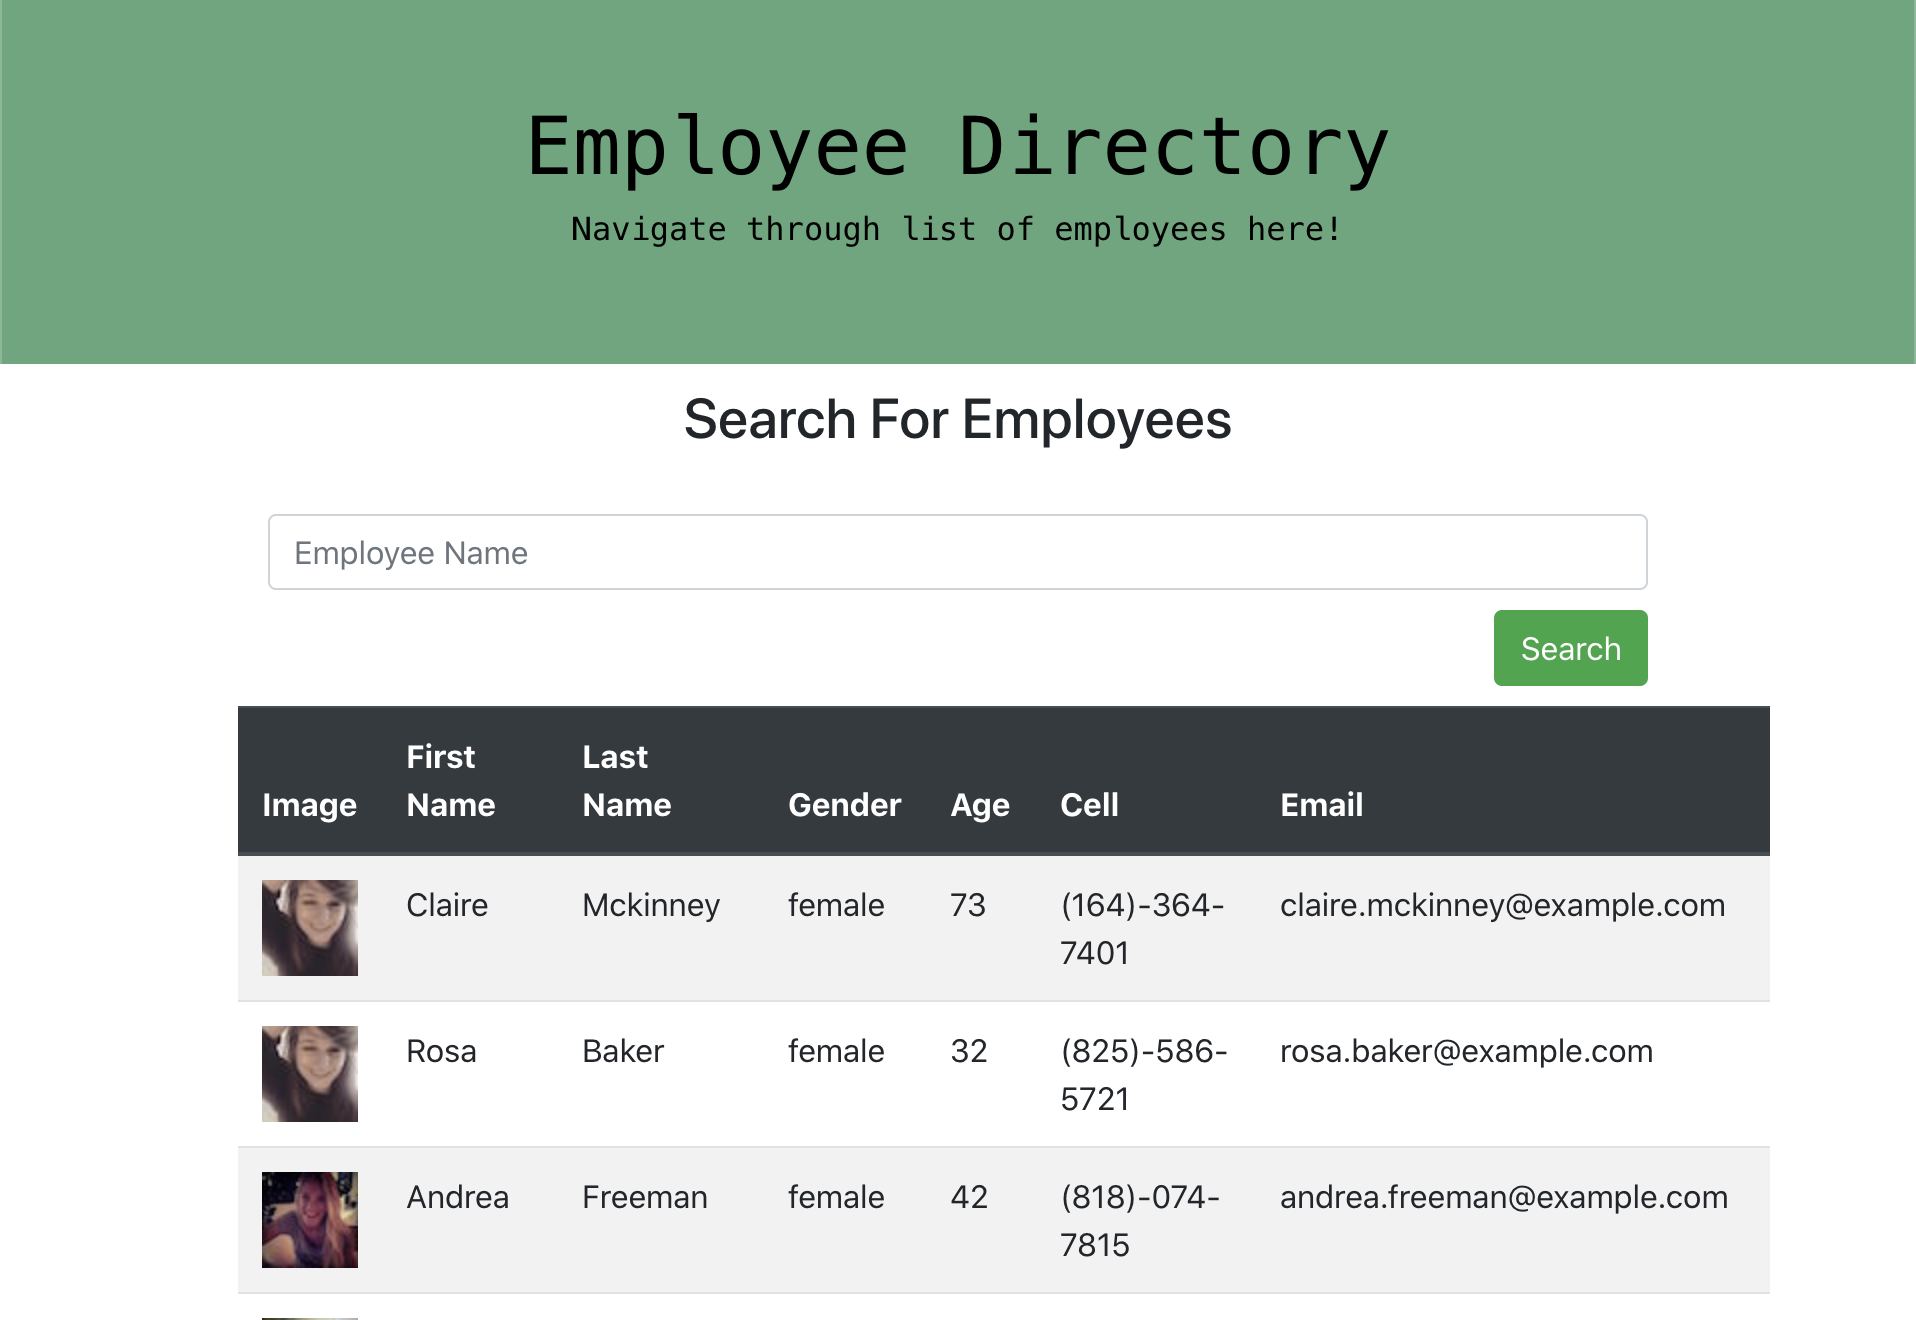 Employee Directory
Navigate through list of employees here!
Search For Employees
Employee Name
Search
Image First Name Last Name Gender Age Cell Email
Claire Mckinney female 73 (164)-364-7401 claire.mckinney@example.com
Rosa Baker female 32 (825)-586-5721 rosa.baker@example.com
Andrea Freeman female 42 (818)-074-7815 andrea.freeman@example.com